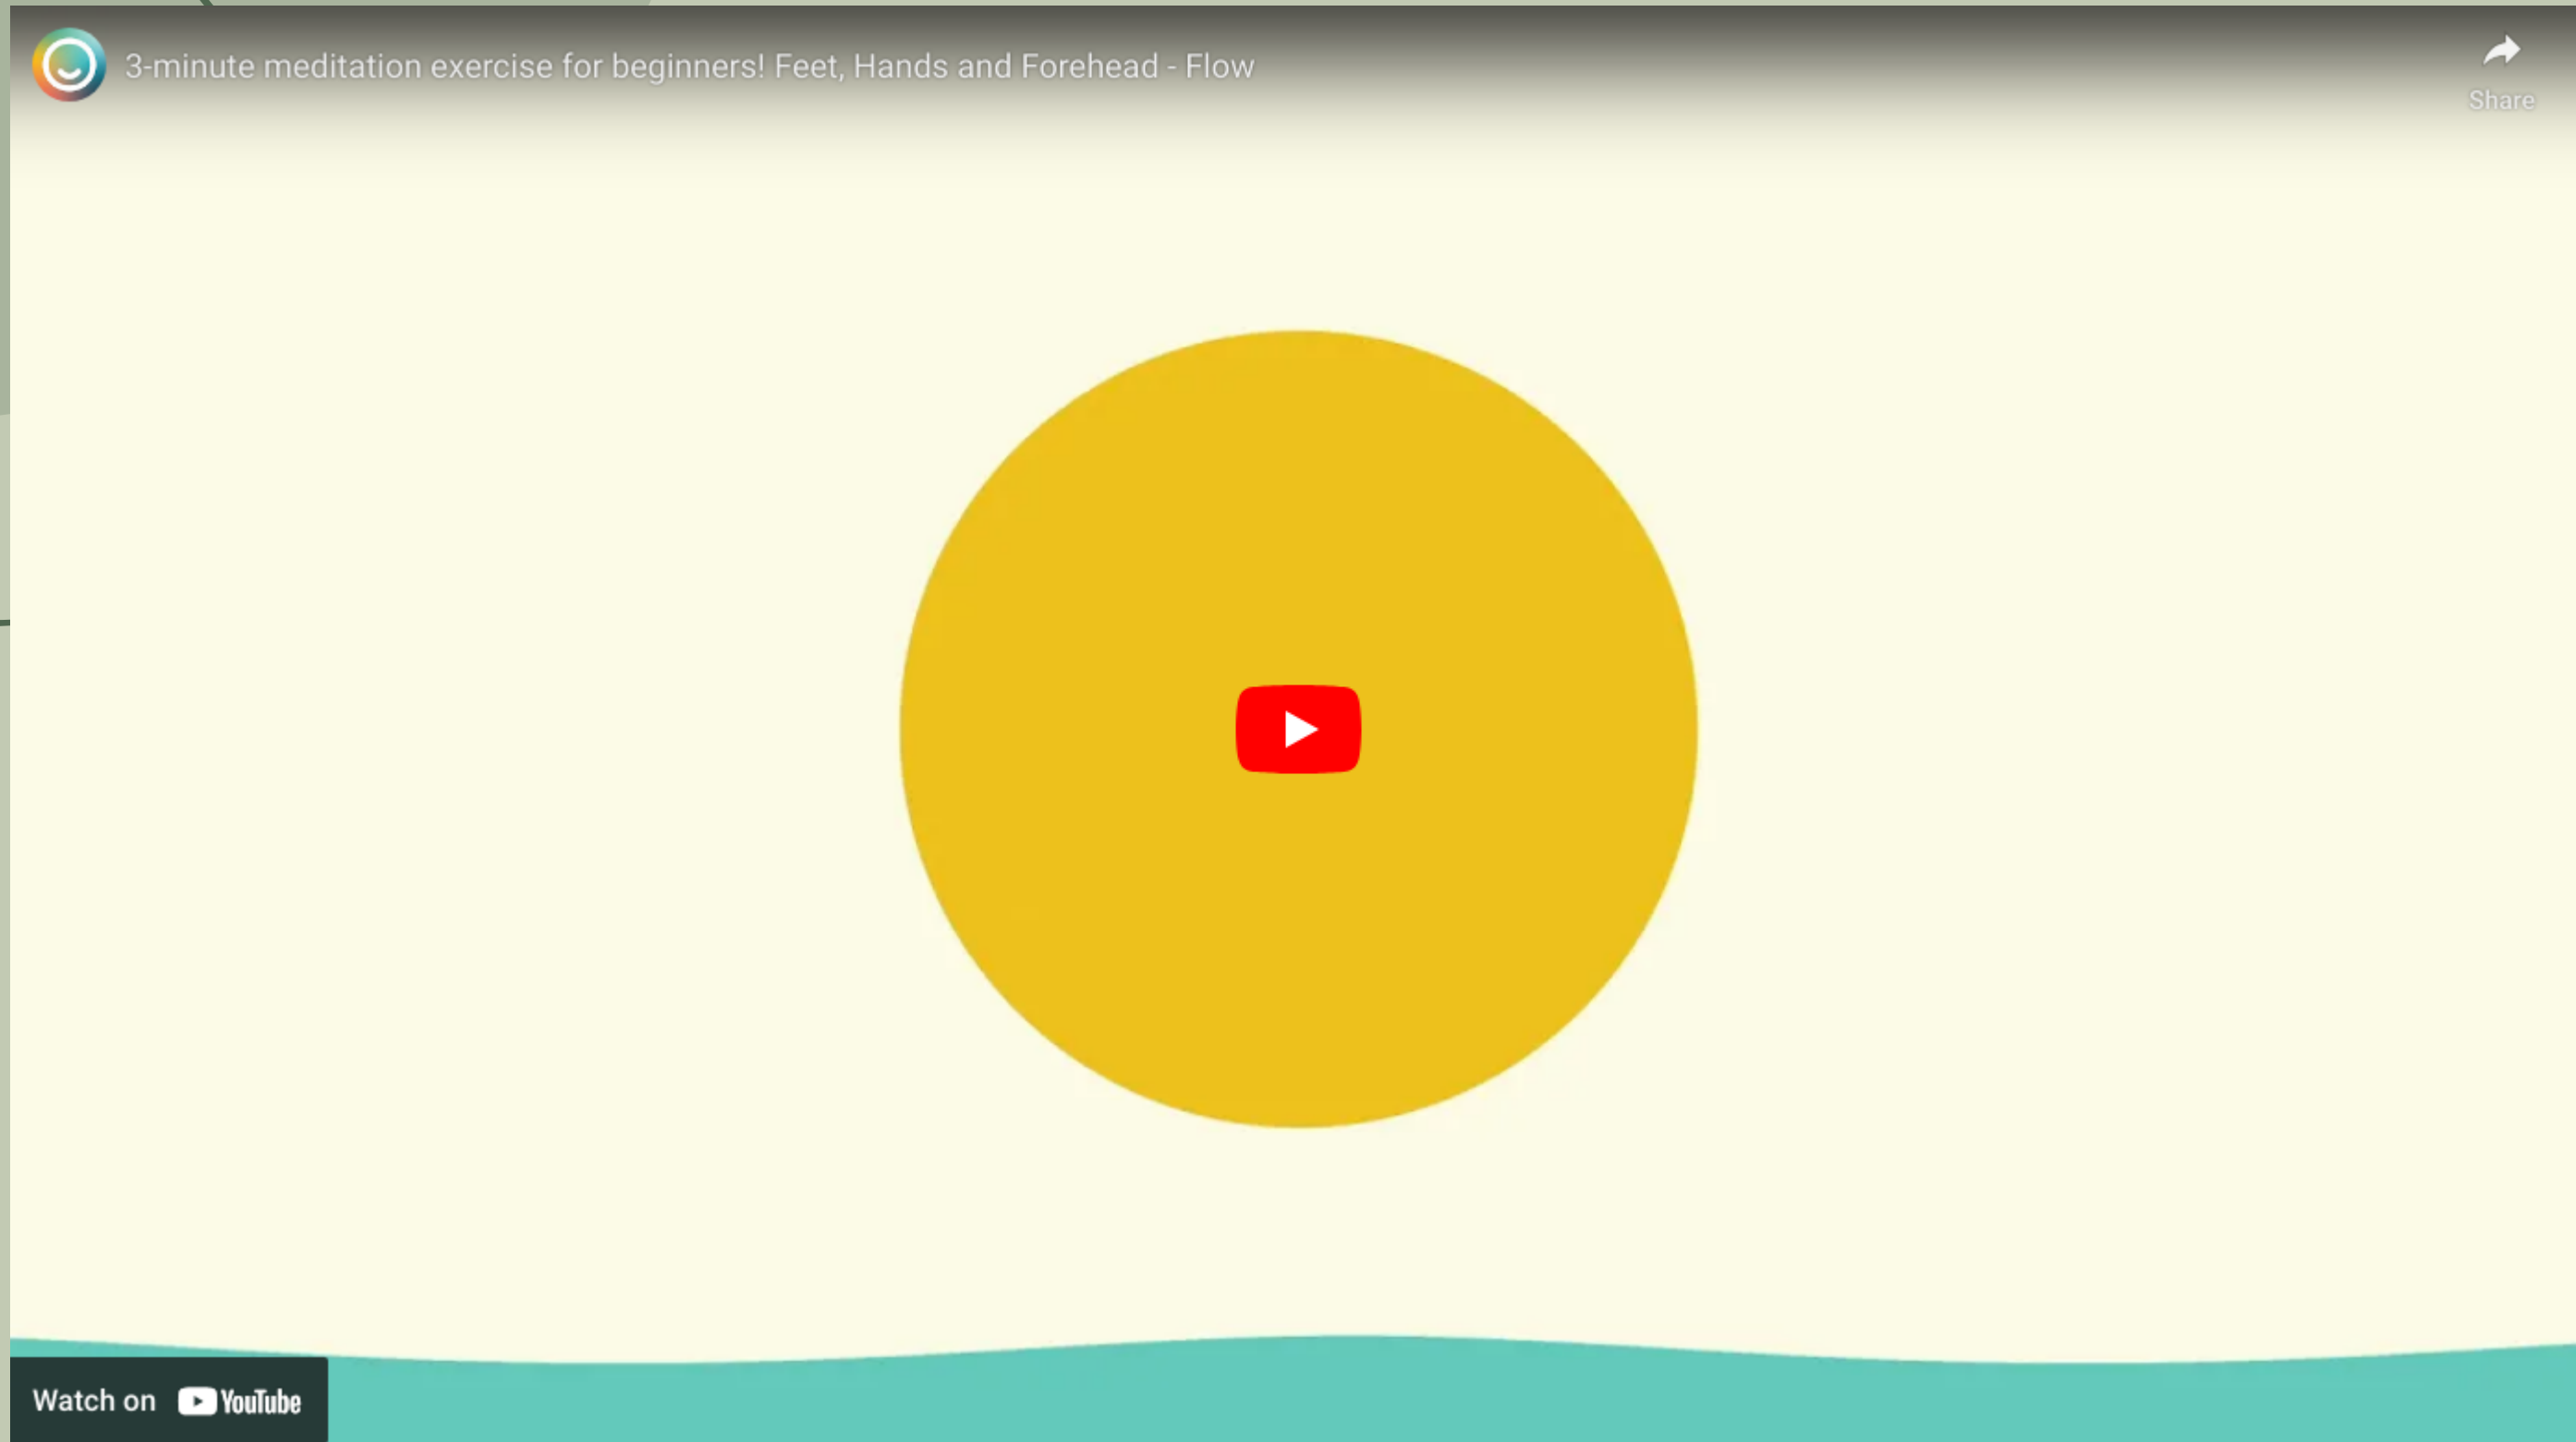 3-minute meditation exercise for beginners! Feet, Hands and Forehead - Flow
Share
Watch on YouTube